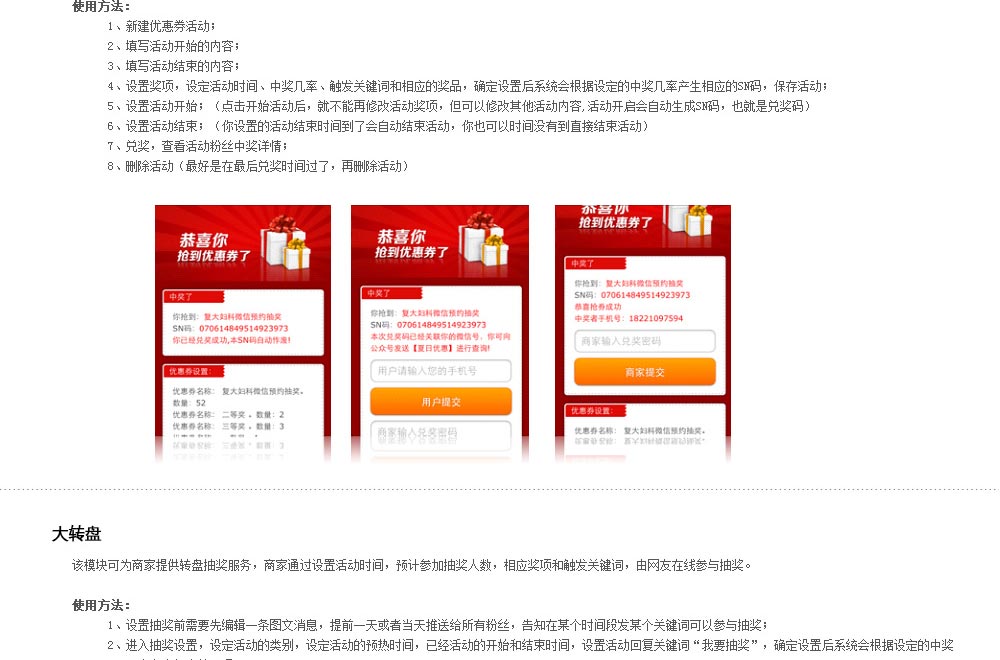 使用方法：
1、新建优惠券活动；
2、填写活动开始的内容；
3、填写活动结束的内容；
4、设置奖项，设定活动时间、中奖几率、触发关键词和相应的奖品，确定设置后系统会根据设定的中奖几率产生相应的SN码，保存活动；
5、设置活动开始；（点击开始活动后，就不能再修改活动奖项，但可以修改其他活动内容,活动开启会自动生成SN码，也就是兑奖码）
6、设置活动结束；（你设置的活动结束时间到了会自动结束活动，你也可以时间没有到直接结束活动）
7、兑奖，查看活动粉丝中奖详情；
8、删除活动（最好是在最后兑奖时间过了，再删除活动）
恭喜你
抢到优惠券了
中奖了
你抢到：复大妇科微信预约抽奖
SN码：070614849514923973
你已经兑奖成功,本SN码自动作废!
优惠券设置：
优惠券名称： 复大妇科微信预约抽奖。
数量：52
优惠券名称： 二等奖 。数量：2
优惠券名称： 三等奖 。数量：3
恭喜你
抢到优惠券了
中奖了
你抢到：复大妇科微信预约抽奖
SN码：070614849514923973
本次兑奖码已经关联你的微信号，你可向
公众号发送【夏日优惠】进行查询!
用户请输入您的手机号
用户提交
商家输入兑奖密码
恭喜你
抢到优惠券了
中奖了
你抢到：复大妇科微信预约抽奖
SN码：070614849514923973
恭喜抢券成功
中奖者手机号：18221097594
商家输入兑奖密码
商家提交
优惠券设置：
优惠券名称： 复大妇科微信预约抽奖。
大转盘
该模块可为商家提供转盘抽奖服务，商家通过设置活动时间，预计参加抽奖人数，相应奖项和触发关键词，由网友在线参与抽奖。
使用方法：
1、设置抽奖前需要先编辑一条图文消息，提前一天或者当天推送给所有粉丝，告知在某个时间段发某个关键词可以参与抽奖；
2、进入抽奖设置，设定活动的类别，设定活动的预热时间，已经活动的开始和结束时间，设置活动回复关键词“我要抽奖”，确定设置后系统会根据设定的中奖